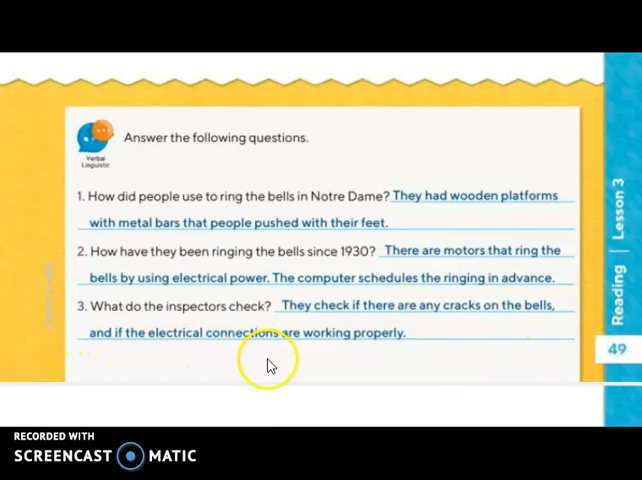 Answer the following questions.
Verbal
Linguistic
1. How did people use to ring the bells in Notre Dame? They had wooden platforms
with metal bars that people pushed with their feet.
2. How have they been ringing the bells since 1930? There are motors that ring the
bells by using electrical power. The computer schedules the ringing in advance.
3. What do the inspectors check? They check if there are any cracks on the bells,
and if the electrical connections are working properly.
Reading | Lesson 3
49
RECORDED WITH
SCREENCAST MATIC